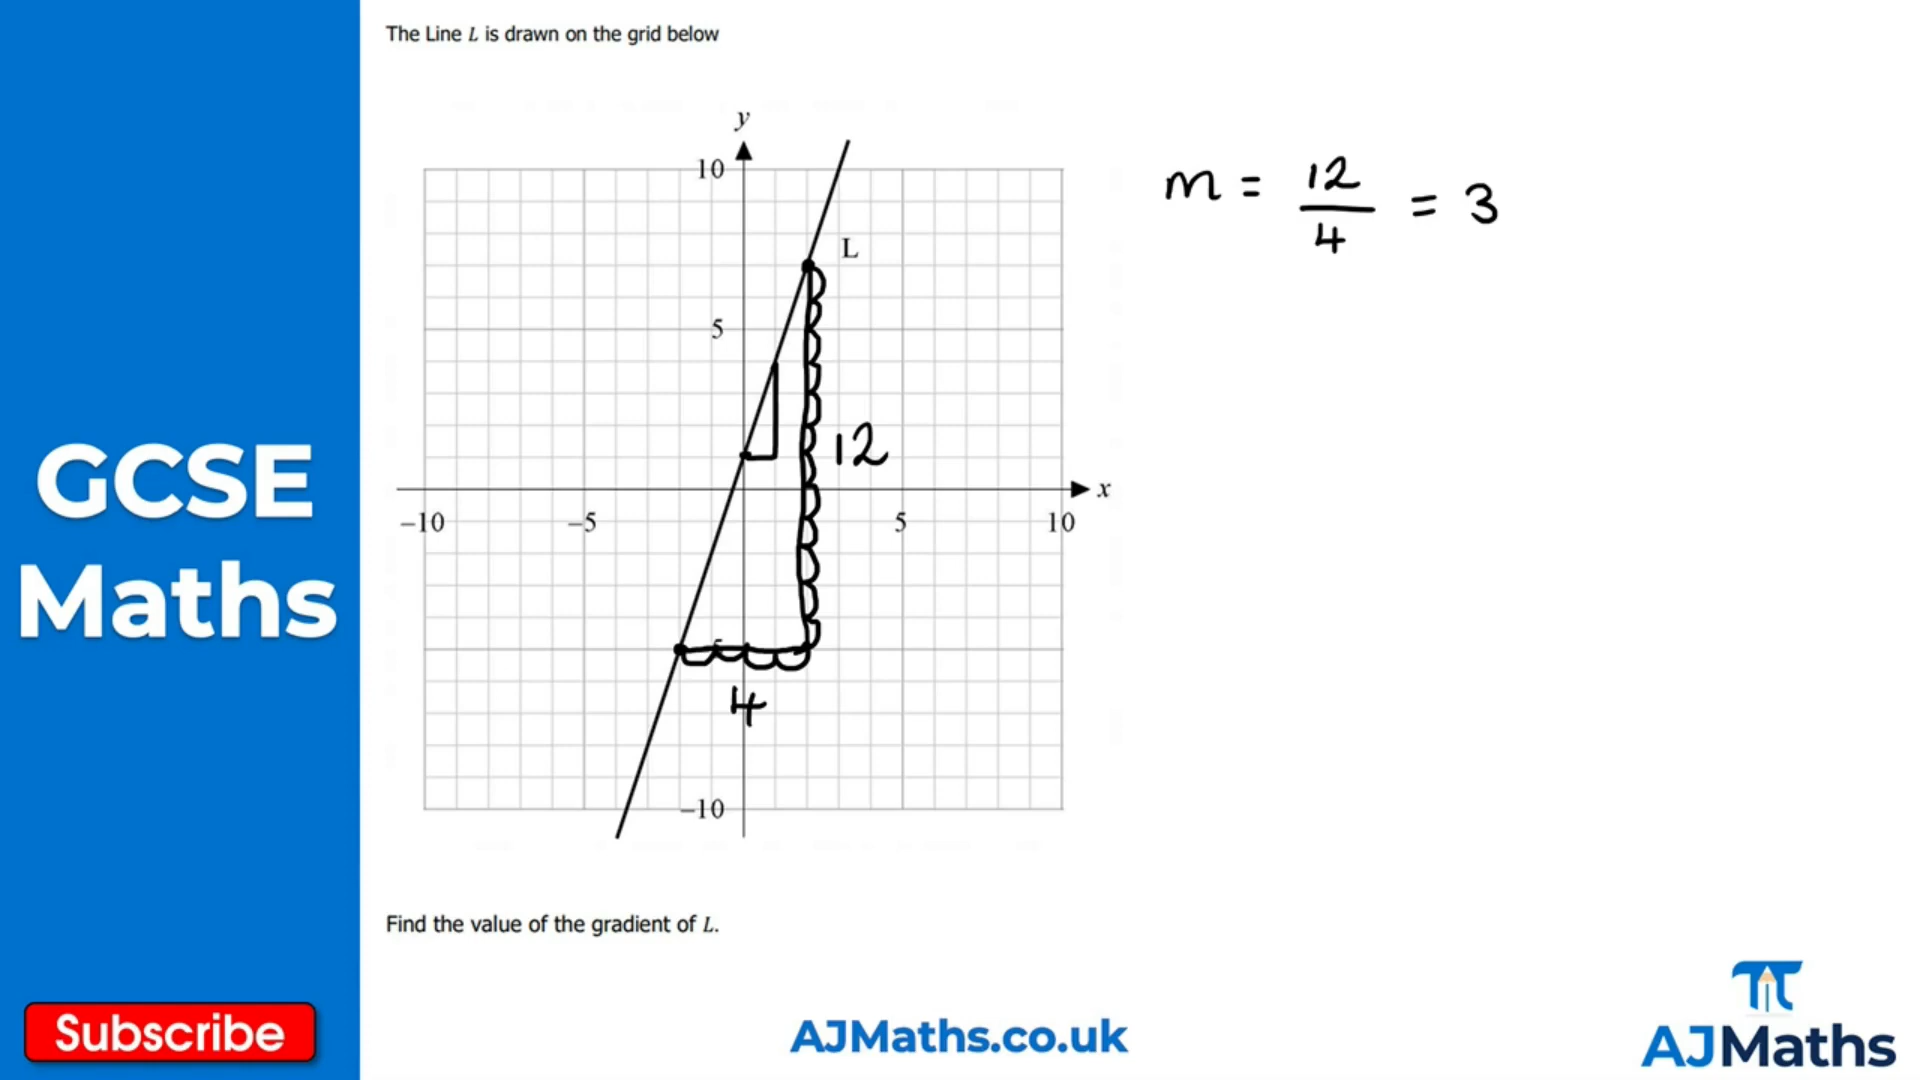 The Line L is drawn on the grid below
y
10
L
5
12
x
–10
–5
5
10
4
–10
m = 12/4 = 3
Find the value of the gradient of L.
GCSE
Maths
Subscribe
AJMaths.co.uk
AJMaths